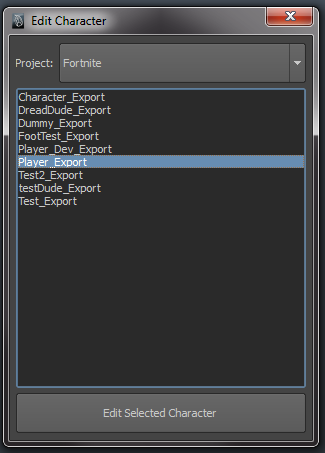 Edit Character
Project: Fortnite
Character_Export
DreadDude_Export
Dummy_Export
FootTest_Export
Player_Dev_Export
Player_Export
Test2_Export
testDude_Export
Test_Export
Edit Selected Character